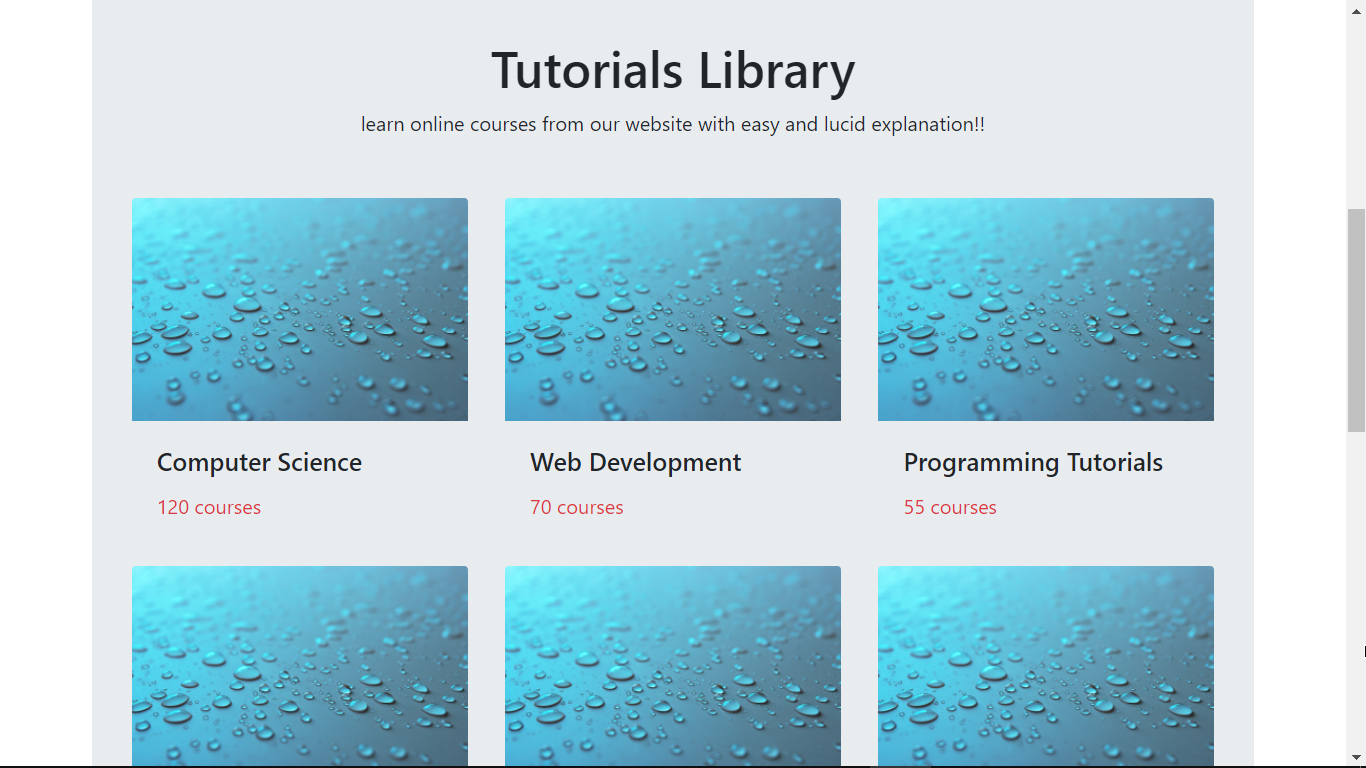 Tutorials Library
learn online courses from our website with easy and lucid explanation!!
Computer Science
Web Development
Programming Tutorials
120 courses
70 courses
55 courses